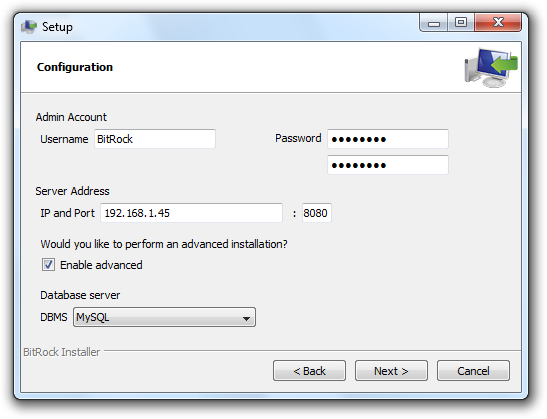 Setup
Configuration
Admin Account
Username BitRock Password ●●●●●●●●
●●●●●●●●
Server Address
IP and Port 192.168.1.45 : 8080
Would you like to perform an advanced installation?
Enable advanced
Database server
DBMS MySQL
BitRock Installer
< Back Next > Cancel